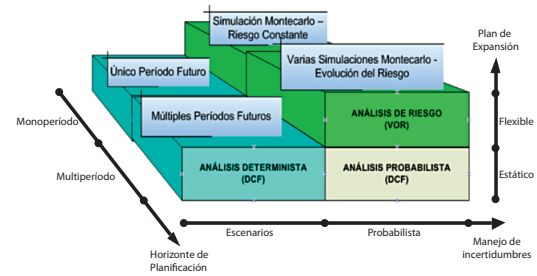 Simulación Montecarlo –
Riesgo Constante
Plan de
Expansión
Único Período Futuro
Varias Simulaciones Montecarlo -
Evolución del Riesgo
Monoperíodo
Múltiples Períodos Futuros
ANÁLISIS DE RIESGO
(VOR)
Flexible
Multiperíodo
ANÁLISIS DETERMINISTA
(DCF)
ANÁLISIS PROBABILISTA
(DCF)
Estático
Escenarios
Probabilista
Horizonte de
Planificación
Manejo de
incertidumbres